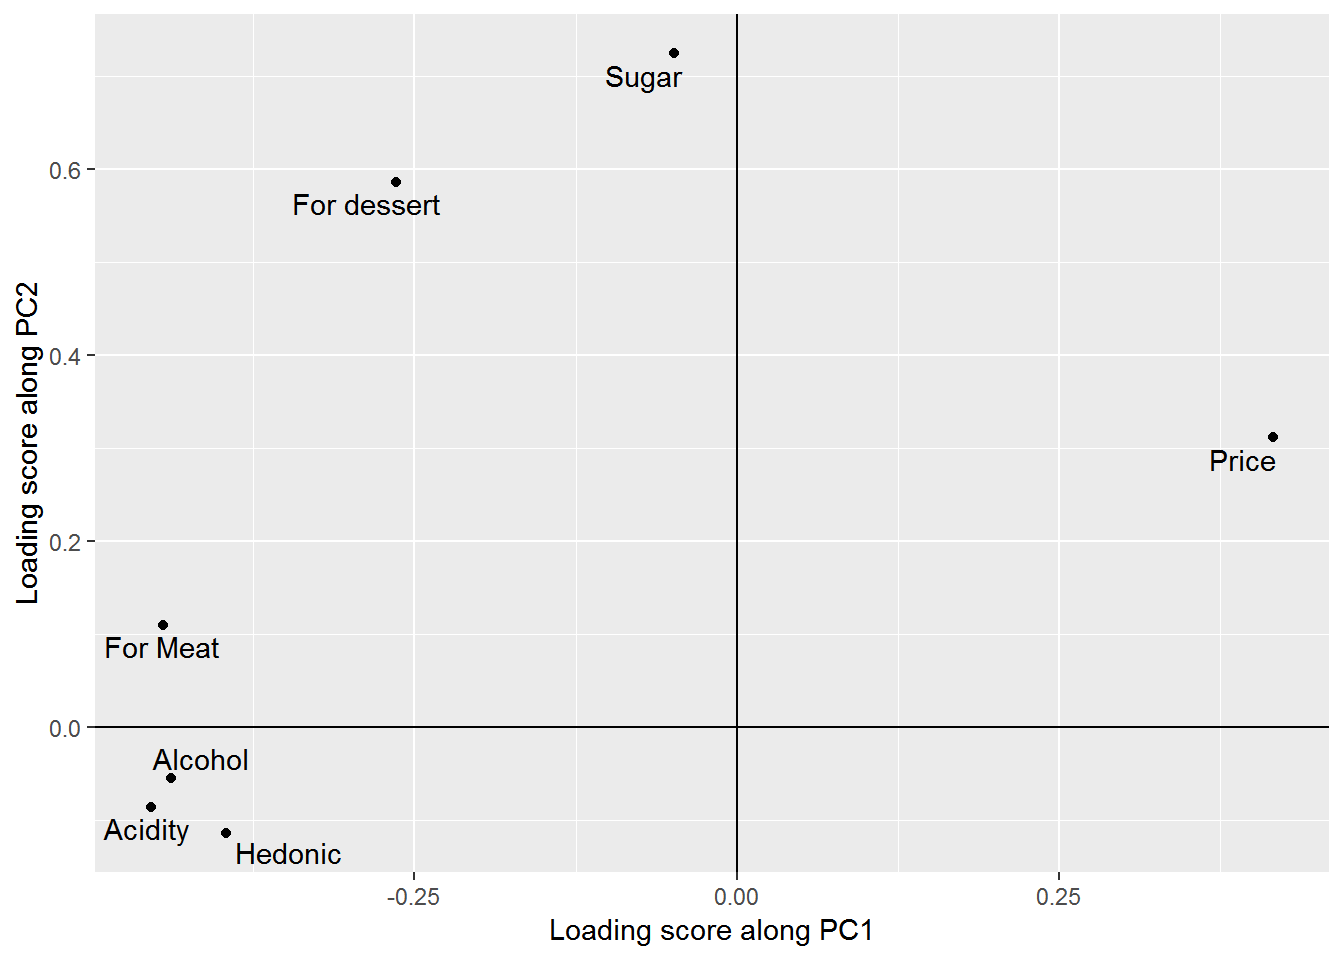 Sugar
0.6
For dessert
Loading score along PC2
0.4
Price
0.2
For Meat
0.0
Alcohol
Acidity
Hedonic
-0.25
0.00
0.25
Loading score along PC1